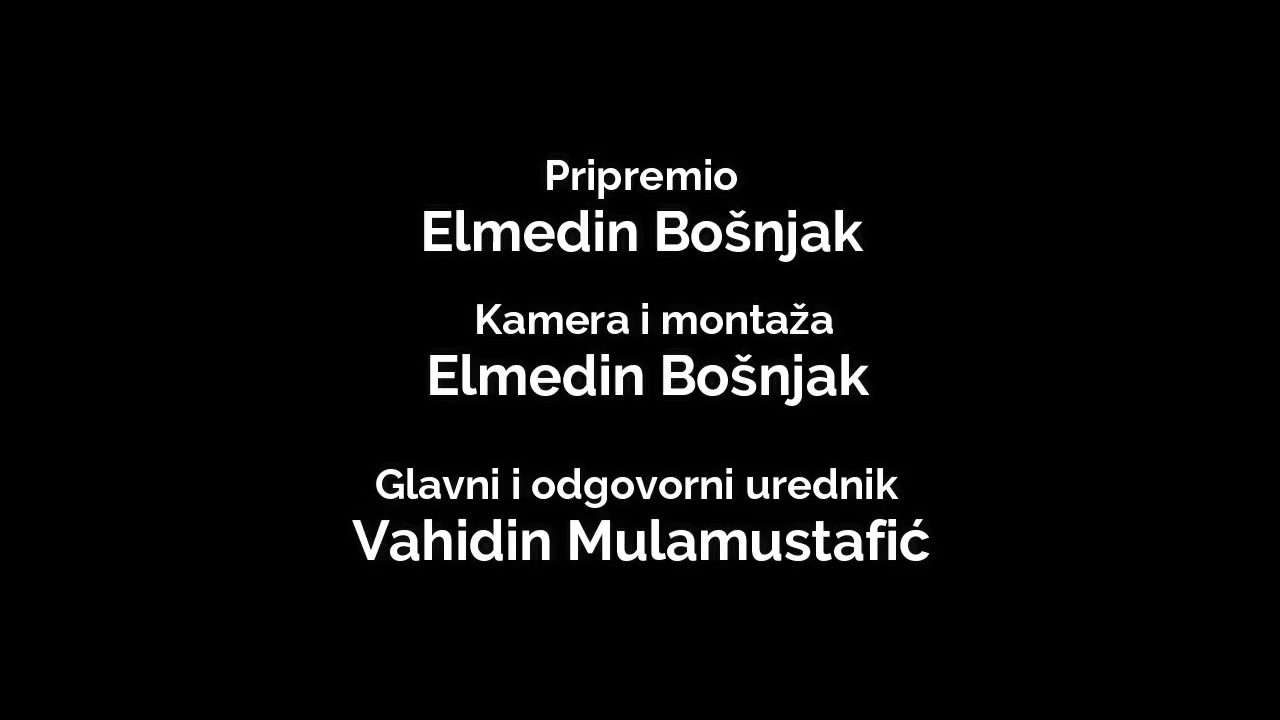 Pripremio
Elmedin Bošnjak
Kamera i montaža
Elmedin Bošnjak
Glavni i odgovorni urednik
Vahidin Mulamustafić